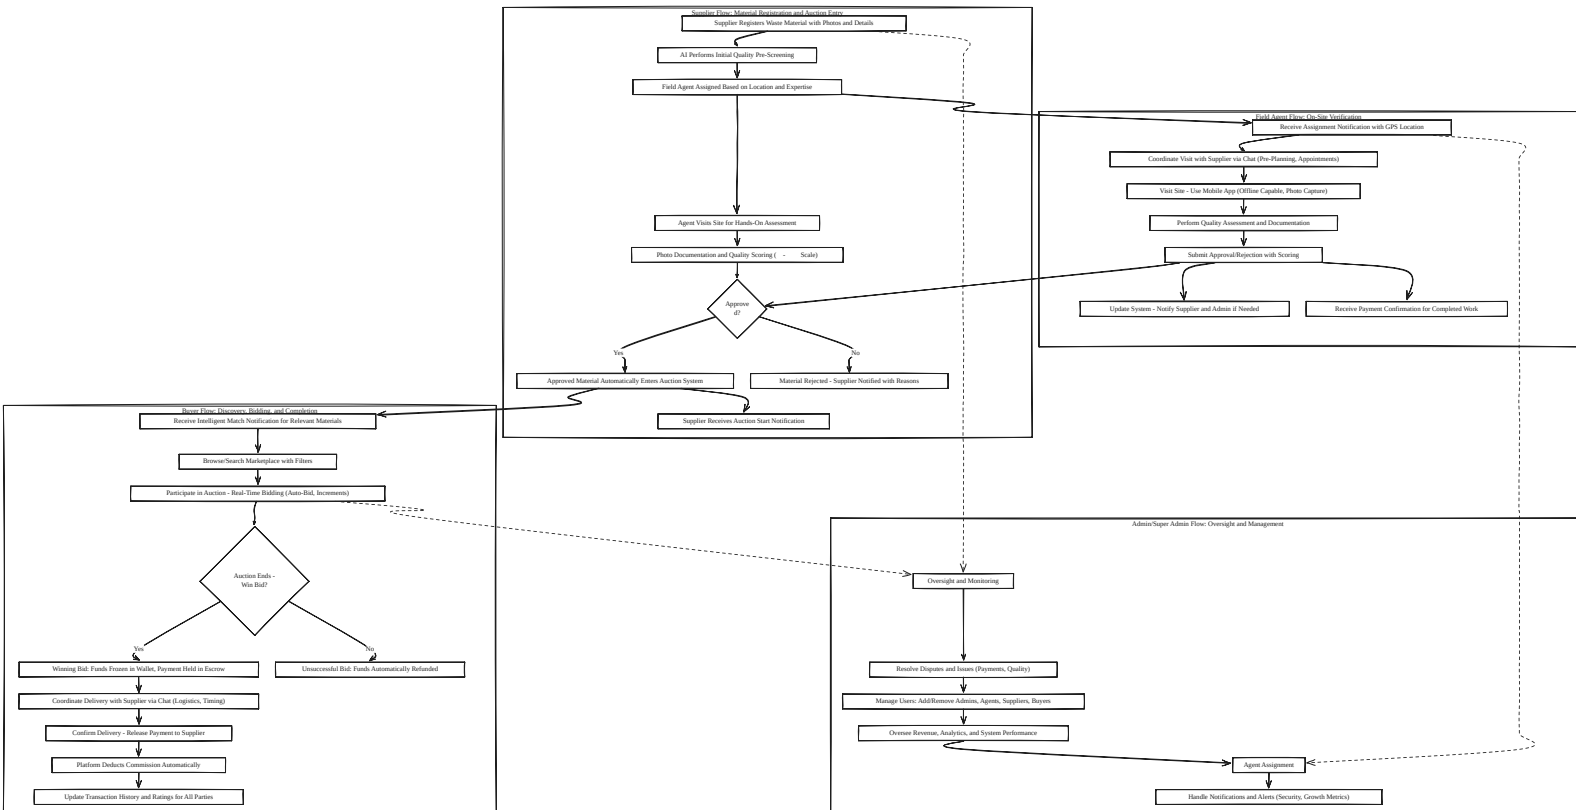 Supplier Flow: Material Registration and Auction Entry
Supplier Registers Waste Material with Photos and Details
AI Performs Initial Quality Pre-Screening
Field Agent Assigned Based on Location and Expertise
Agent Visits Site for Hands-On Assessment
Photo Documentation and Quality Scoring ( - Scale)
Approve
d?
Yes
No
Approved Material Automatically Enters Auction System
Material Rejected - Supplier Notified with Reasons
Supplier Receives Auction Start Notification
Field Agent Flow: On-Site Verification
Receive Assignment Notification with GPS Location
Coordinate Visit with Supplier via Chat (Pre-Planning, Appointments)
Visit Site - Use Mobile App (Offline Capable, Photo Capture)
Perform Quality Assessment and Documentation
Submit Approval/Rejection with Scoring
Update System - Notify Supplier and Admin if Needed
Receive Payment Confirmation for Completed Work
Buyer Flow: Discovery, Bidding, and Completion
Receive Intelligent Match Notification for Relevant Materials
Browse/Search Marketplace with Filters
Participate in Auction - Real-Time Bidding (Auto-Bid, Increments)
Auction Ends -
Win Bid?
Yes
No
Winning Bid: Funds Frozen in Wallet, Payment Held in Escrow
Unsuccessful Bid: Funds Automatically Refunded
Coordinate Delivery with Supplier via Chat (Logistics, Timing)
Confirm Delivery - Release Payment to Supplier
Platform Deducts Commission Automatically
Update Transaction History and Ratings for All Parties
Admin/Super Admin Flow: Oversight and Management
Oversight and Monitoring
Resolve Disputes and Issues (Payments, Quality)
Manage Users: Add/Remove Admins, Agents, Suppliers, Buyers
Oversee Revenue, Analytics, and System Performance
Agent Assignment
Handle Notifications and Alerts (Security, Growth Metrics)